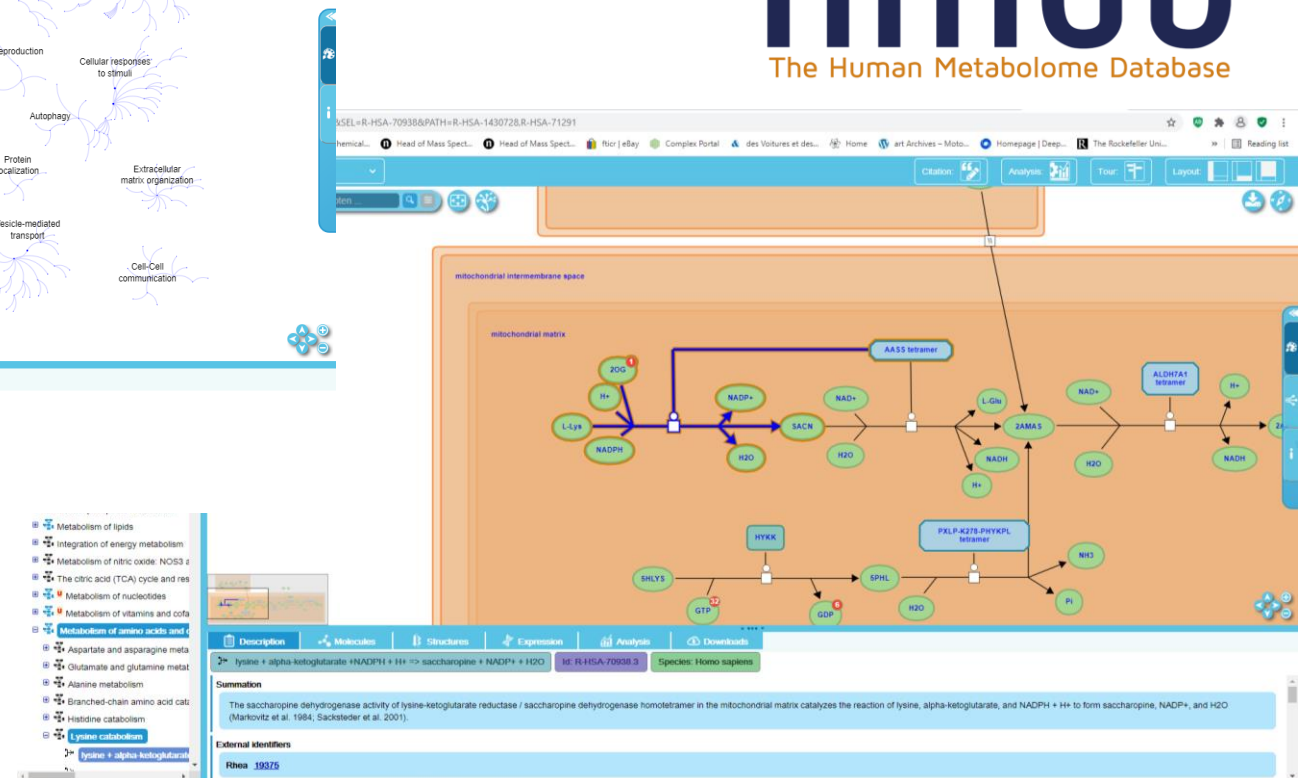 Cellular responses
to stimuli
Autophagy
Protein
Extracellular
matrix organization
transport
Cell-Cell
communication
The Human Metabolome Database
&SEL=R-HSA-70938&PATH=R-HSA-1430728,R-HSA-71291
Head of Mass Spect... Head of Mass Spect... fticr | eBay Complex Portal des Voitures et des... Home art Archives – Moto... Homepage | Deep... The Rockefeller Uni... » Reading list
Citation: Analysis: Tour: Layout:
mitochondrial intermembrane space
mitochondrial matrix
AASS tetramer
2OG 1
H+
L-Lys
NADPH
NADP+
H2O
SACN
NAD+
H2O
L-Glu
NADH
H+
2AMAS
NAD+
H2O
ALDH7A1
tetramer
H+
NADH
HYKK
PXLP-K278-PHYKPL
tetramer
5HLYS
GTP 32
GDP 6
5PHL
H2O
NH3
Pi
Metabolism of lipids
Integration of energy metabolism
Metabolism of nitric oxide: NOS3 a
The citric acid (TCA) cycle and res
Metabolism of nucleotides
Metabolism of vitamins and cofa
Metabolism of amino acids and d
Aspartate and asparagine meta
Glutamate and glutamine metab
Alanine metabolism
Branched-chain amino acid cata
Histidine catabolism
Lysine catabolism
lysine + alpha-ketoglutarat
Description Molecules Structures Expression Analysis Downloads
lysine + alpha-ketoglutarate +NADPH + H+ => saccharopine + NADP+ + H2O Id: R-HSA-70938.3 Species: Homo sapiens
Summation
The saccharopine dehydrogenase activity of lysine-ketoglutarate reductase / saccharopine dehydrogenase homotetramer in the mitochondrial matrix catalyzes the reaction of lysine, alpha-ketoglutarate, and NADPH + H+ to form saccharopine, NADP+, and H2O
(Markovitz et al. 1984; Sacksteder et al. 2001).
External identifiers
Rhea 19375